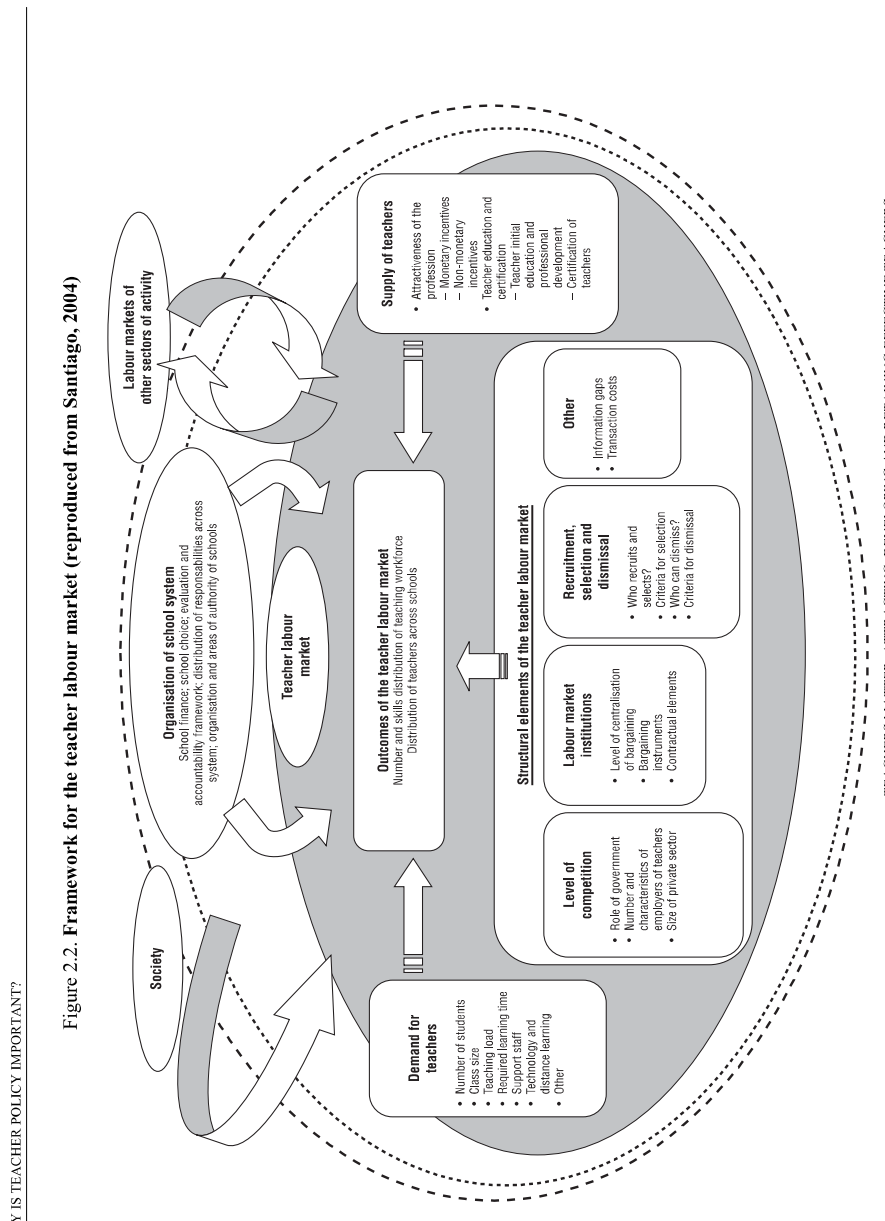 Y IS TEACHER POLICY IMPORTANT?
Figure 2.2. Framework for the teacher labour market (reproduced from Santiago, 2004)
Society
Organisation of school system
School finance; school choice; evaluation and
accountability framework; distribution of responsabilities across
system; organisation and areas of authority of schools
Labour markets of
other sectors of activity
Teacher labour
market
Demand for
teachers
• Number of students
• Class size
• Teaching load
• Required learning time
• Support staff
• Technology and
distance learning
• Other
Outcomes of the teacher labour market
Number and skills distribution of teaching workforce
Distribution of teachers across schools
Supply of teachers
• Attractiveness of the
profession
– Monetary incentives
– Non-monetary
incentives
• Teacher education and
certification
– Teacher initial
education and
professional
development
– Certification of
teachers
Structural elements of the teacher labour market
Level of
competition
• Role of government
• Number and
characteristics of
employers of teachers
• Size of private sector
Labour market
institutions
• Level of centralisation
of bargaining
• Bargaining
instruments
• Contractual elements
Recruitment,
selection and
dismissal
• Who recruits and
selects?
• Criteria for selection
• Who can dismiss?
• Criteria for dismissal
Other
• Information gaps
• Transaction costs